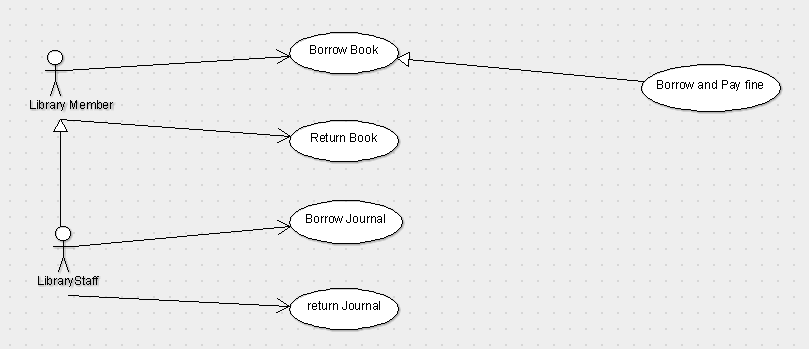 Borrow Book
Borrow and Pay fine
Library Member
Return Book
Borrow Journal
LibraryStaff
return Journal